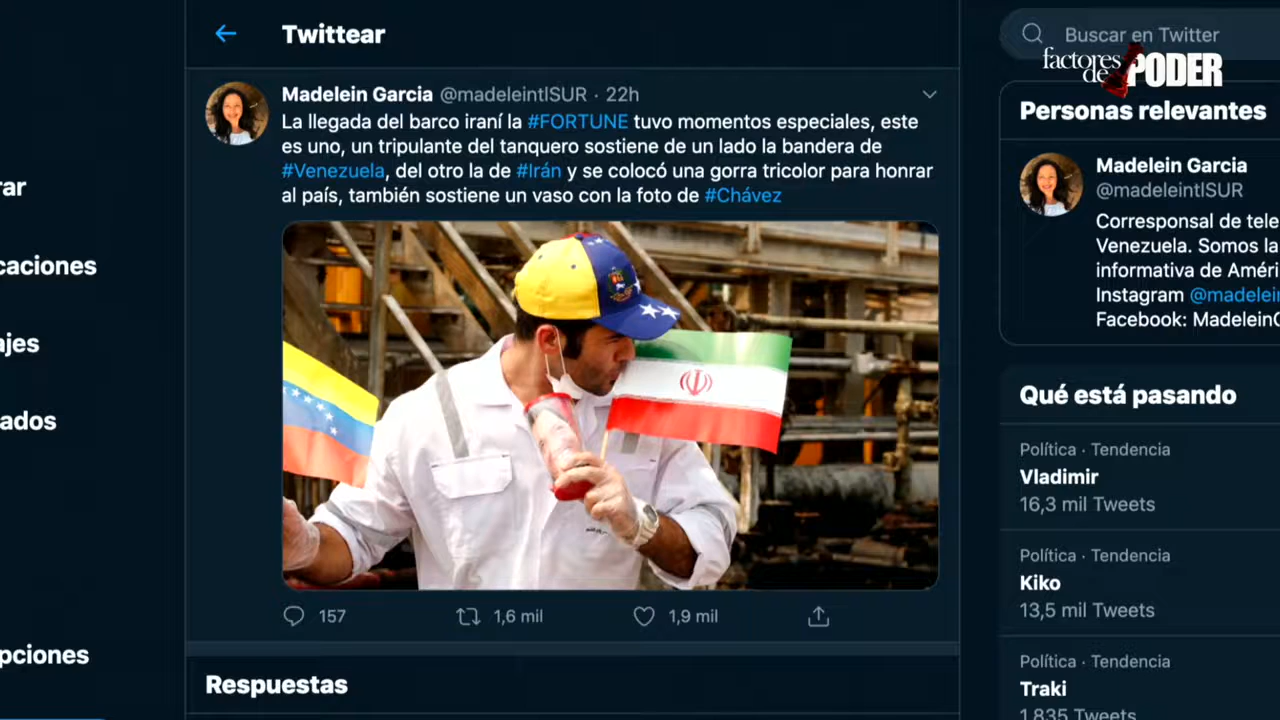 Twittear
Madelein Garcia @madeleintlSUR · 22h
La llegada del barco iraní la #FORTUNE tuvo momentos especiales, este
es uno, un tripulante del tanquero sostiene de un lado la bandera de
#Venezuela, del otro lado la de #Irán y se colocó una gorra tricolor para honrar
al país, también sostiene un vaso con la foto de #Chávez
157
1,6 mil
1,9 mil
Respuestas
rar
caciones
ajes
ados
pciones
Buscar en Twitter
factores
de PODER
Personas relevantes
Madelein Garcia
@madeleintlSUR
Corresponsal de tele
Venezuela. Somos la
informativa de Améri
Instagram @madelein
Facebook: MadeleinG
Qué está pasando
Política · Tendencia
Vladimir
16,3 mil Tweets
Política · Tendencia
Kiko
13,5 mil Tweets
Política · Tendencia
Traki
1.835 Tweets